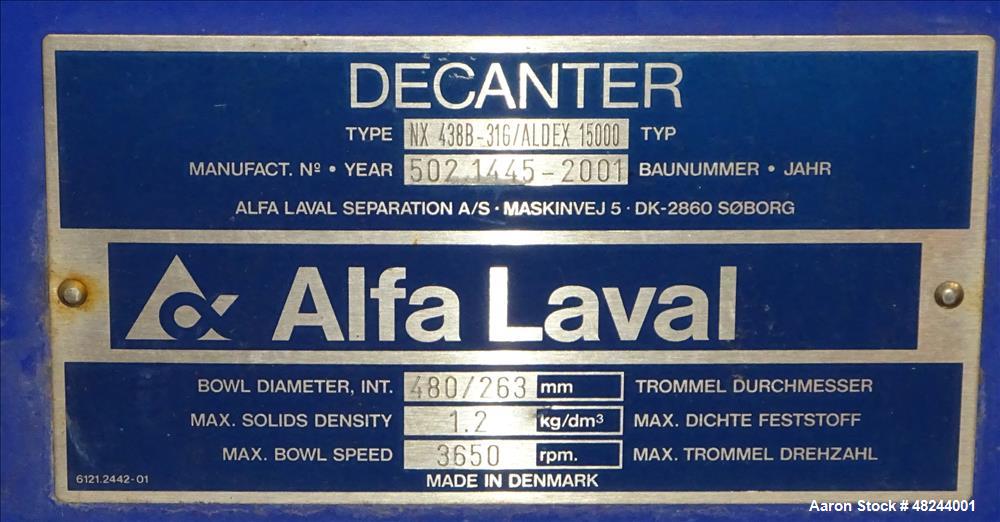 DECANTER
TYPE NX 438B-31G/ALDEX 15000 TYP
MANUFACT. Nº • YEAR 502.1445-2001 BAUNUMMER • JAHR
ALFA LAVAL SEPARATION A/S · MASKINVEJ 5 · DK-2860 SØBORG
Alfa Laval
BOWL DIAMETER, INT. 480/263 mm TROMMEL DURCHMESSER
MAX. SOLIDS DENSITY 1.2 kg/dm³ MAX. DICHTE FESTSTOFF
MAX. BOWL SPEED 3650 rpm. MAX. TROMMEL DREHZAHL
6121.2442-01 MADE IN DENMARK
Aaron Stock # 48244001